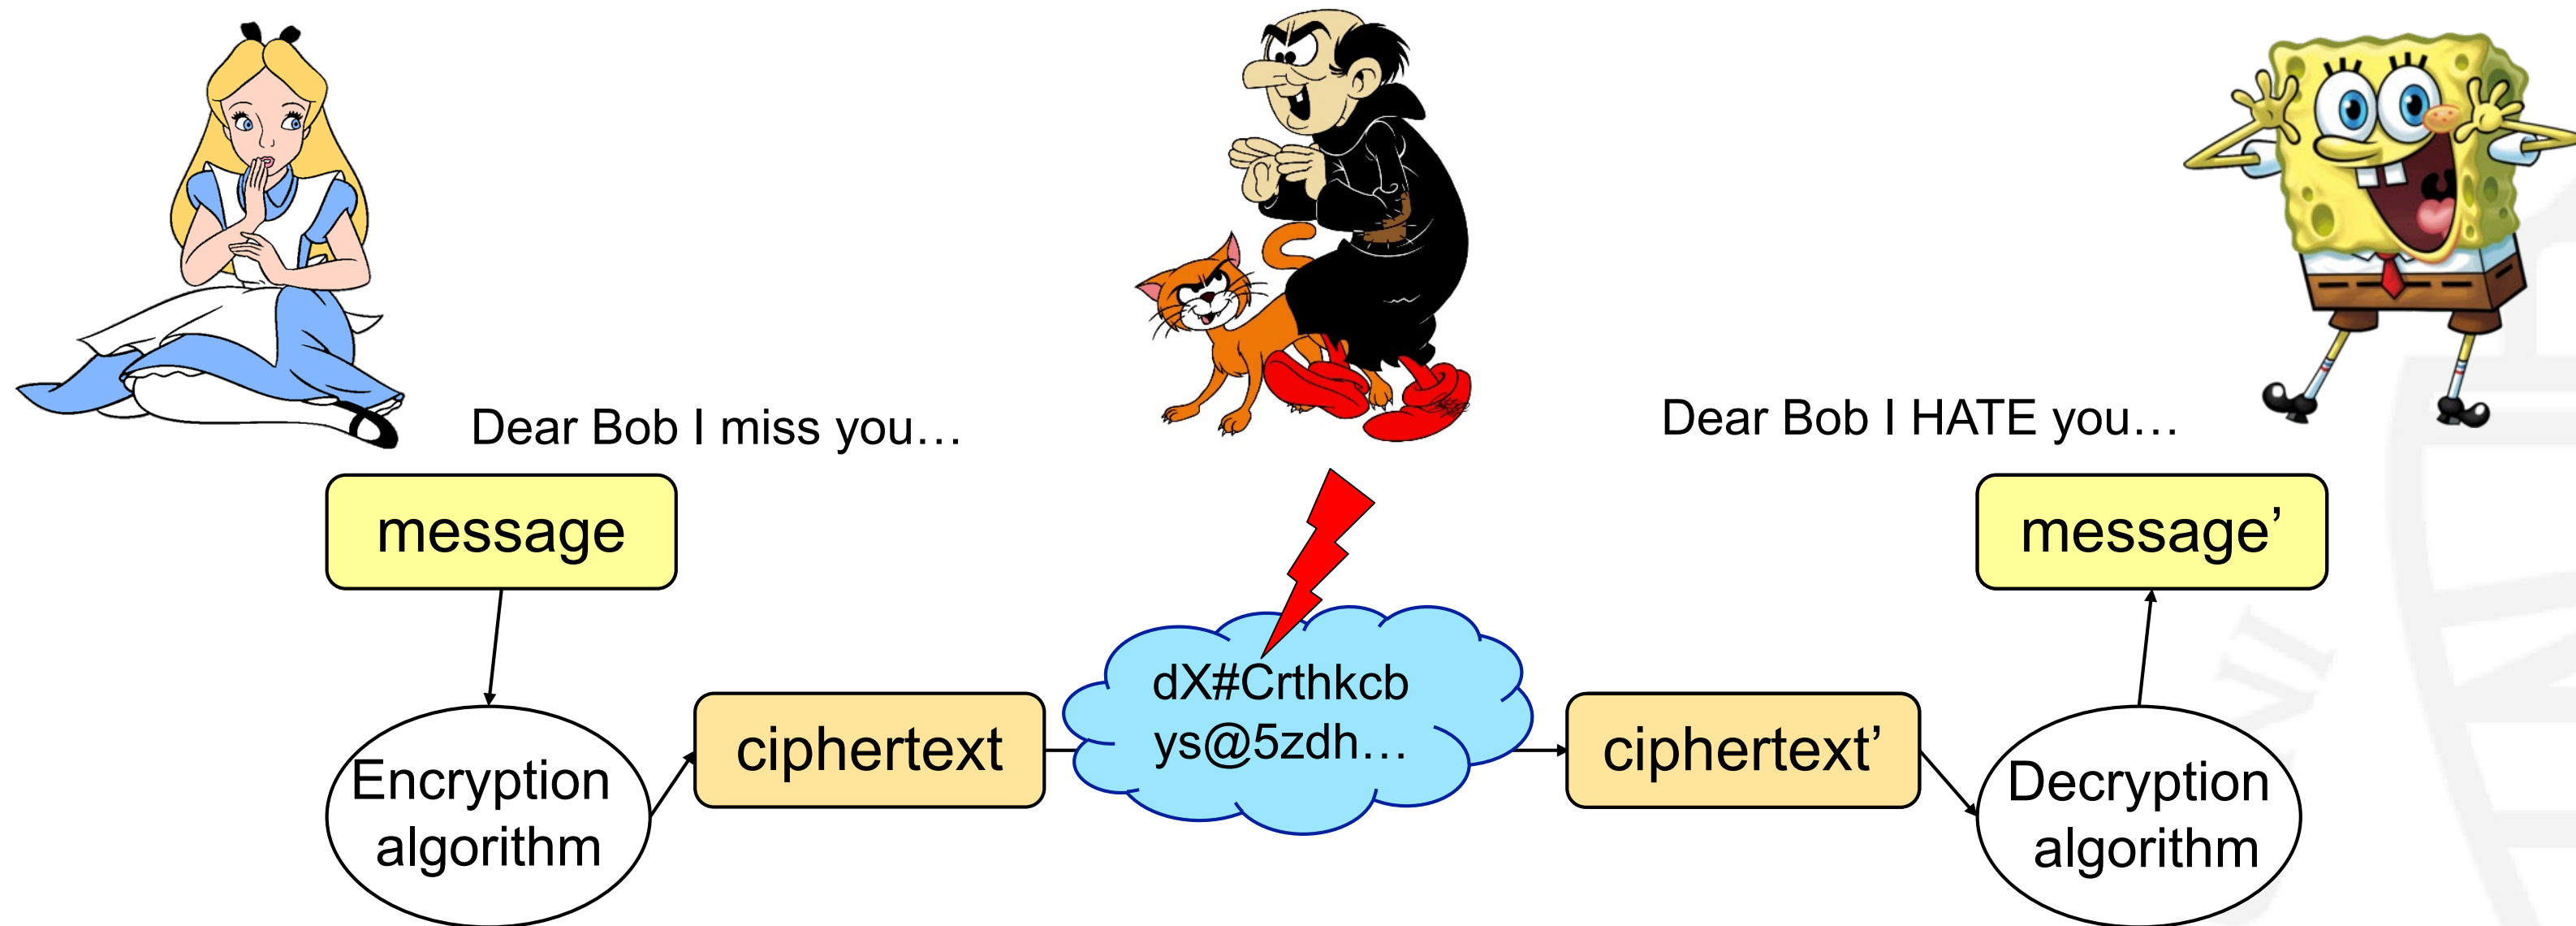 Dear Bob I miss you…
Dear Bob I HATE you…
message
message’
dX#Crthkcb
ys@5zdh…
ciphertext
ciphertext’
Encryption
algorithm
Decryption
algorithm